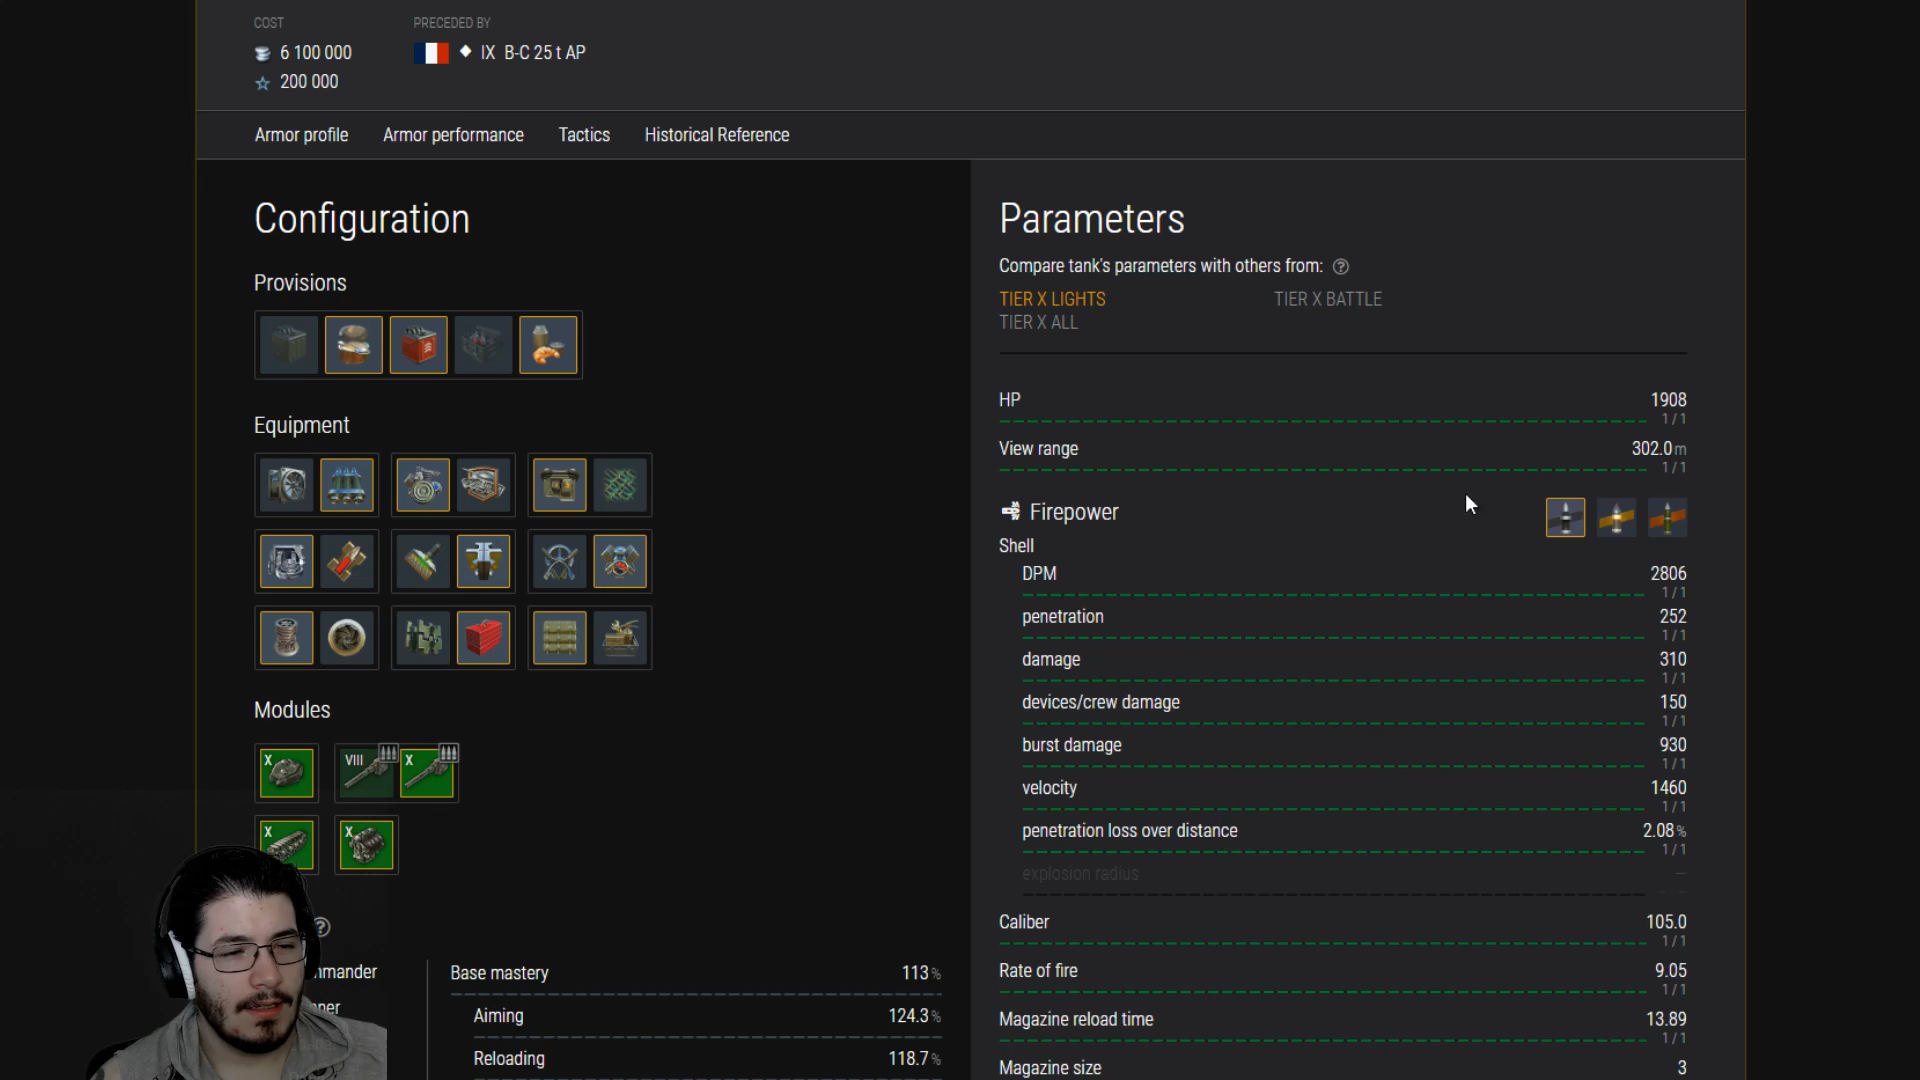 COST
PRECEDED BY
6 100 000
IX B-C 25 t AP
200 000
Armor profile
Armor performance
Tactics
Historical Reference
Configuration
Provisions
Equipment
Modules
X
VIII
X
X
X
?
mmander
ner
Base mastery 113 %
Aiming 124.3 %
Reloading 118.7 %
Parameters
Compare tank's parameters with others from: ?
TIER X LIGHTS
TIER X BATTLE
TIER X ALL
HP 1908
1 / 1
View range 302.0 m
1 / 1
Firepower
Shell
DPM 2806
1 / 1
penetration 252
1 / 1
damage 310
1 / 1
devices/crew damage 150
1 / 1
burst damage 930
1 / 1
velocity 1460
1 / 1
penetration loss over distance 2.08 %
1 / 1
explosion radius –
Caliber 105.0
1 / 1
Rate of fire 9.05
1 / 1
Magazine reload time 13.89
1 / 1
Magazine size 3